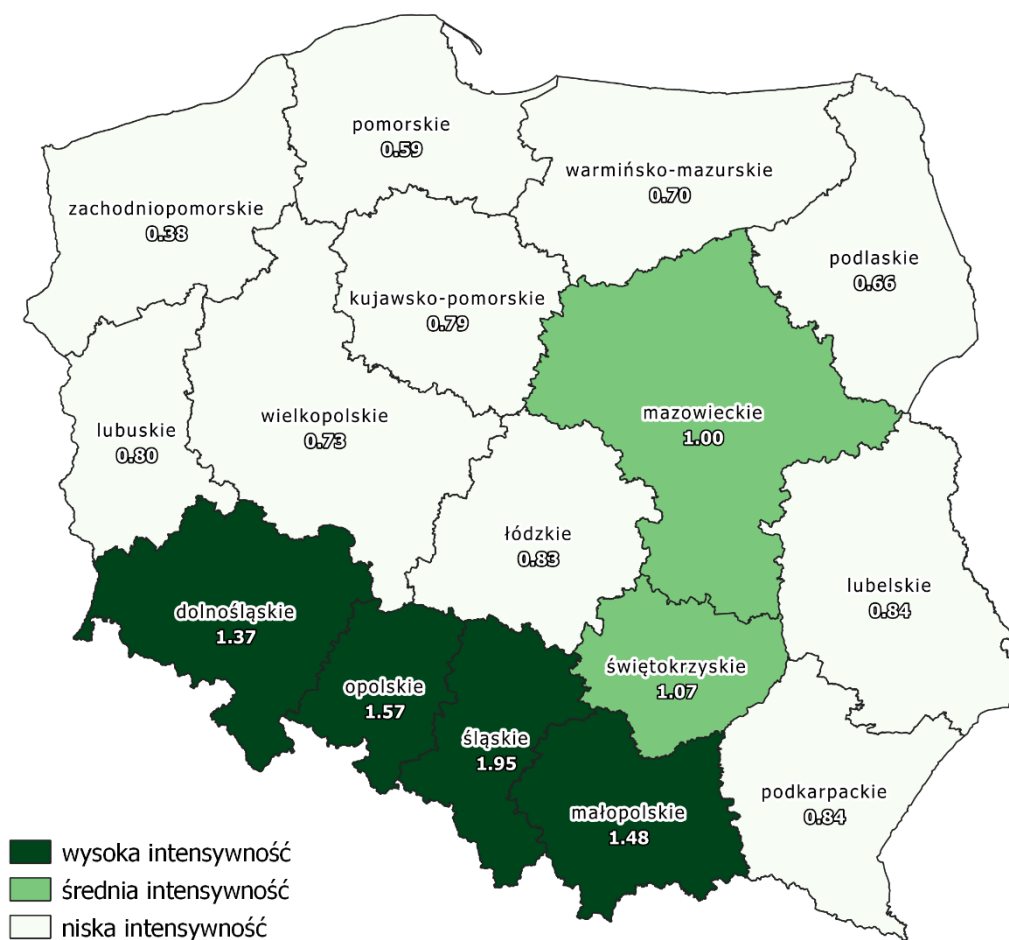 pomorskie
0.59
warmińsko-mazurskie
0.70
zachodniopomorskie
0.38
podlaskie
0.66
kujawsko-pomorskie
0.79
mazowieckie
1.00
wielkopolskie
0.73
lubuskie
0.80
łódzkie
0.83
lubelskie
0.84
dolnośląskie
1.37
świętokrzyskie
1.07
opolskie
1.57
śląskie
1.95
podkarpackie
0.84
małopolskie
1.48
wysoka intensywność
średnia intensywność
niska intensywność